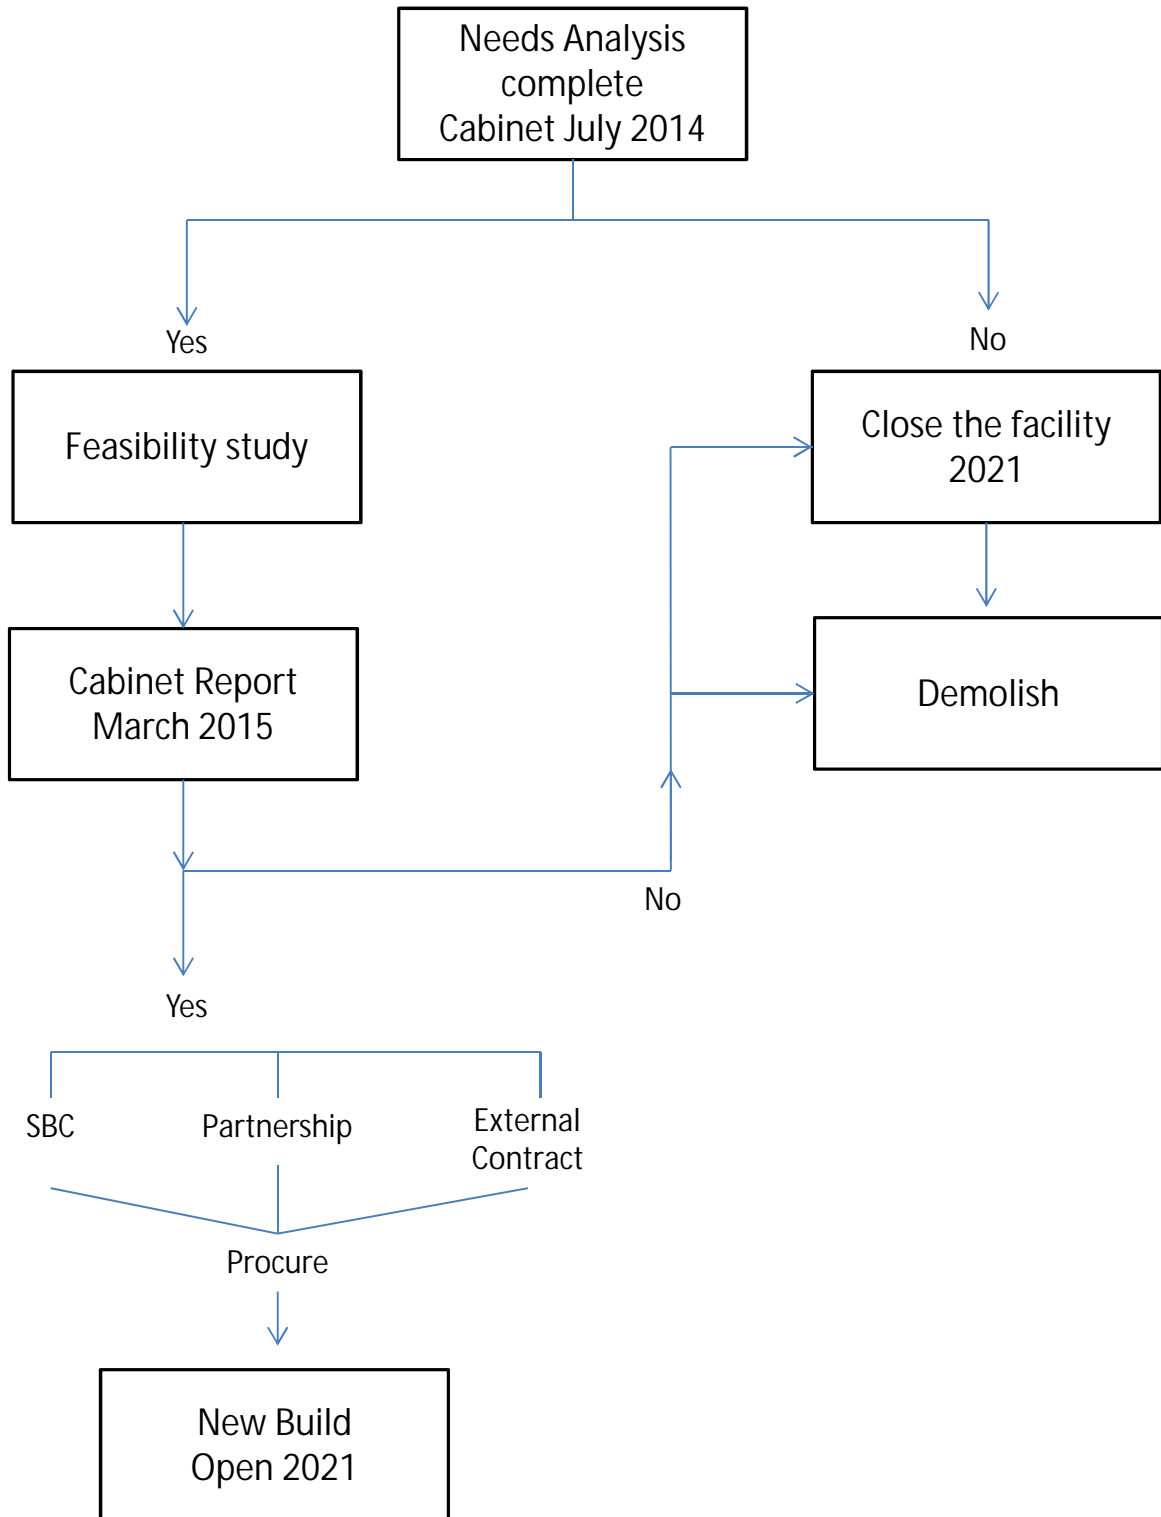 Needs Analysis
complete
Cabinet July 2014
Yes
No
Feasibility study
Close the facility
2021
Cabinet Report
March 2015
Demolish
No
Yes
SBC
Partnership
External
Contract
Procure
New Build
Open 2021